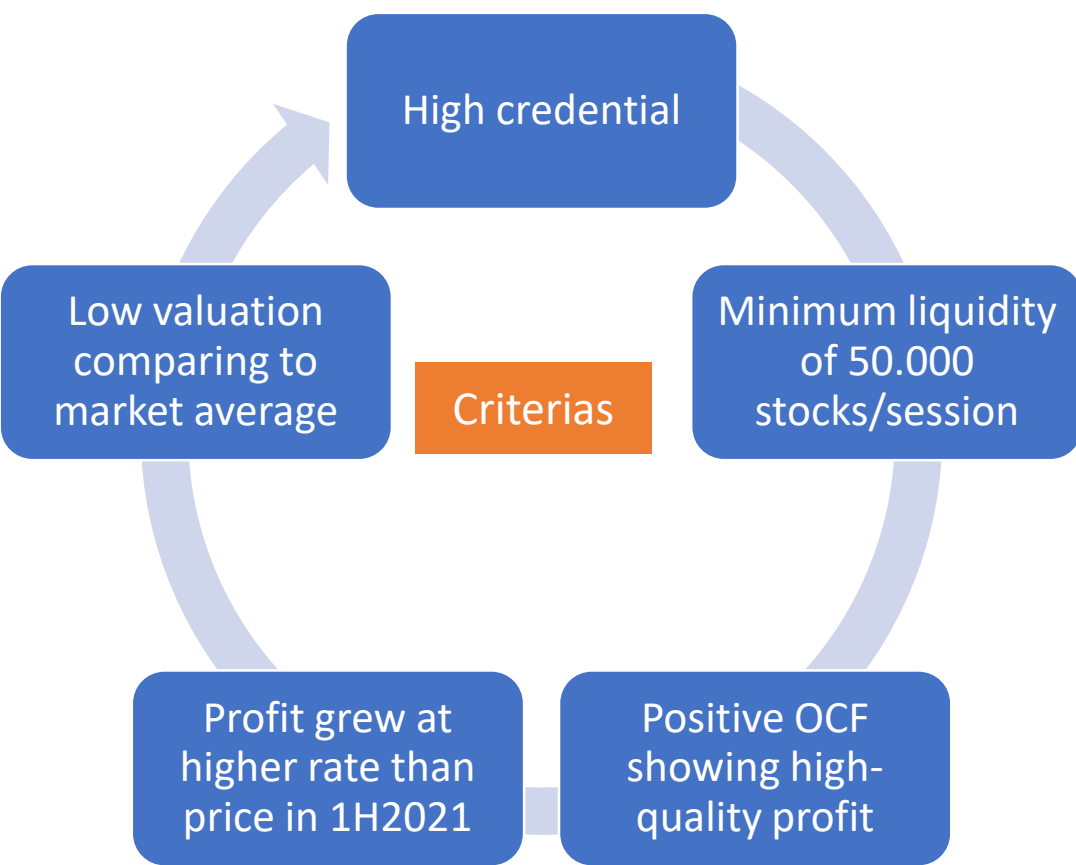 High credential
Minimum liquidity
of 50.000
stocks/session
Positive OCF
showing high-
quality profit
Profit grew at
higher rate than
price in 1H2021
Low valuation
comparing to
market average
Criterias